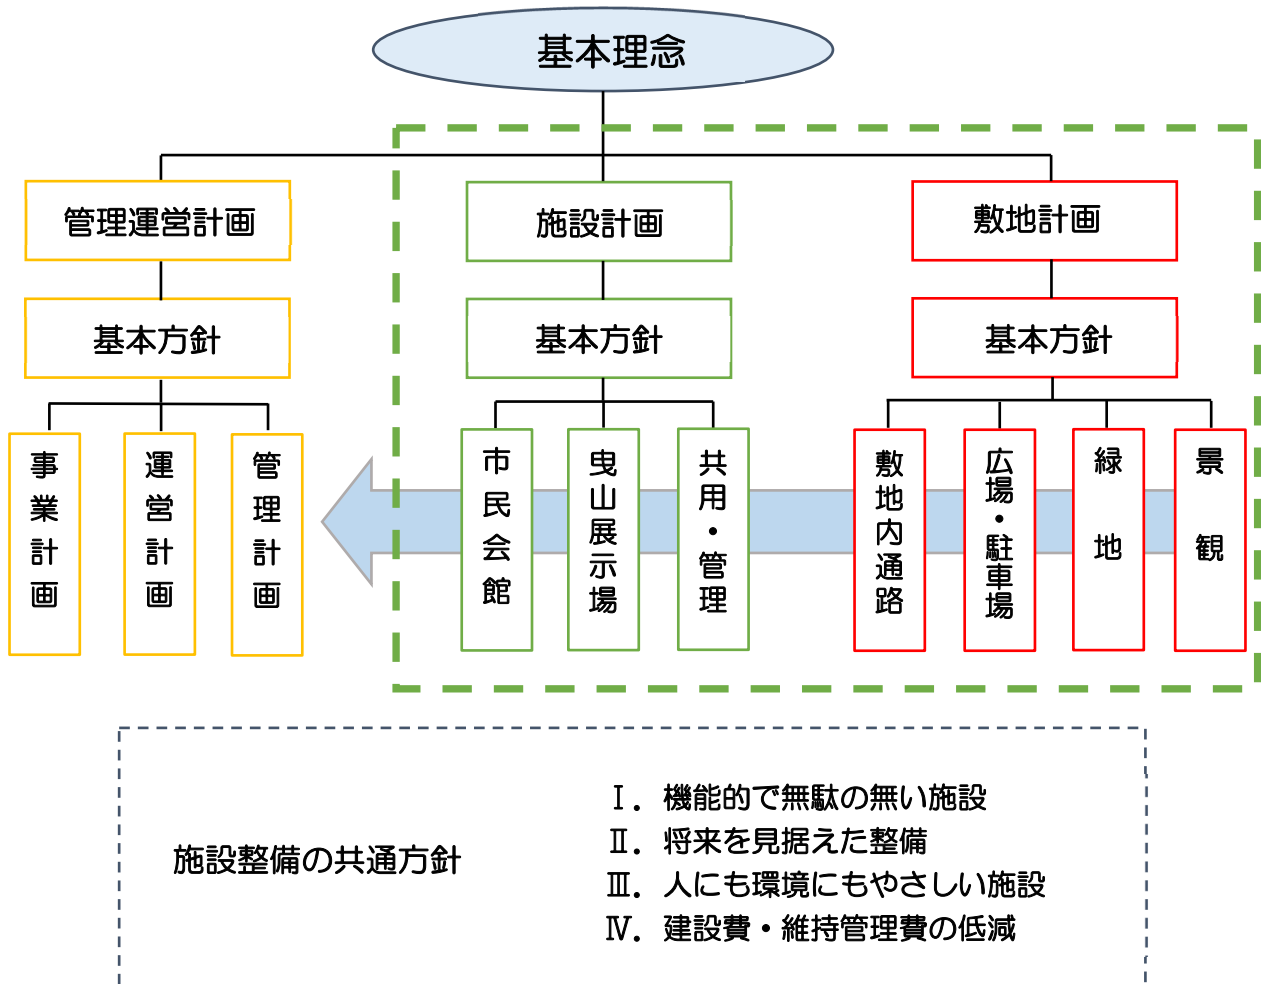 基本理念
管理運営計画
施設計画
敷地計画
基本方針
基本方針
基本方針
事業計画
運営計画
管理計画
市民会館
曳山展示場
共用・管理
敷地内通路
広場・駐車場
緑地
景観
施設整備の共通方針
Ⅰ．機能的で無駄の無い施設
Ⅱ．将来を見据えた整備
Ⅲ．人にも環境にもやさしい施設
Ⅳ．建設費・維持管理費の低減